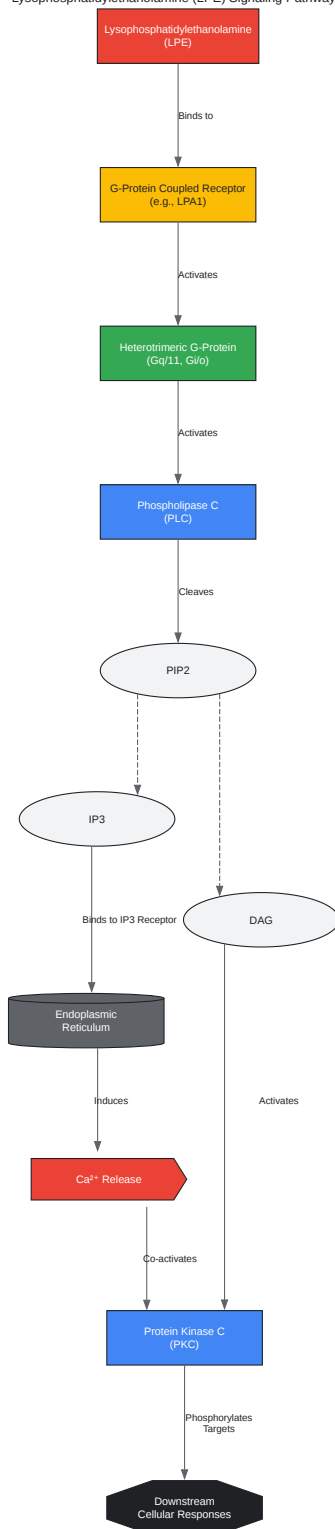 Lysophosphatidylethanolamine (LPE) Signaling Pathway
Lysophosphatidylethanolamine
(LPE)
Binds to
G-Protein Coupled Receptor
(e.g., LPA1)
Activates
Heterotrimeric G-Protein
(Gq/11, Gi/o)
Activates
Phospholipase C
(PLC)
Cleaves
PIP2
IP3
Binds to IP3 Receptor
DAG
Endoplasmic
Reticulum
Induces
Activates
Ca²⁺ Release
Co-activates
Protein Kinase C
(PKC)
Phosphorylates
Targets
Downstream
Cellular Responses